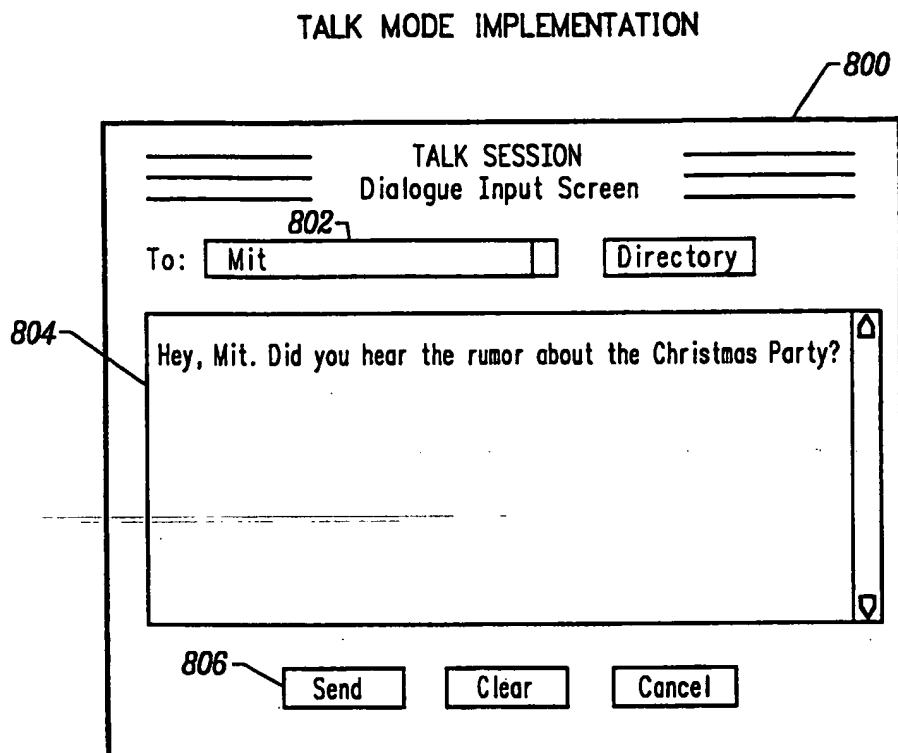 TALK MODE IMPLEMENTATION
800
TALK SESSION
Dialogue Input Screen
802
To: Mit Directory
804
Hey, Mit. Did you hear the rumor about the Christmas Party?
806
Send Clear Cancel